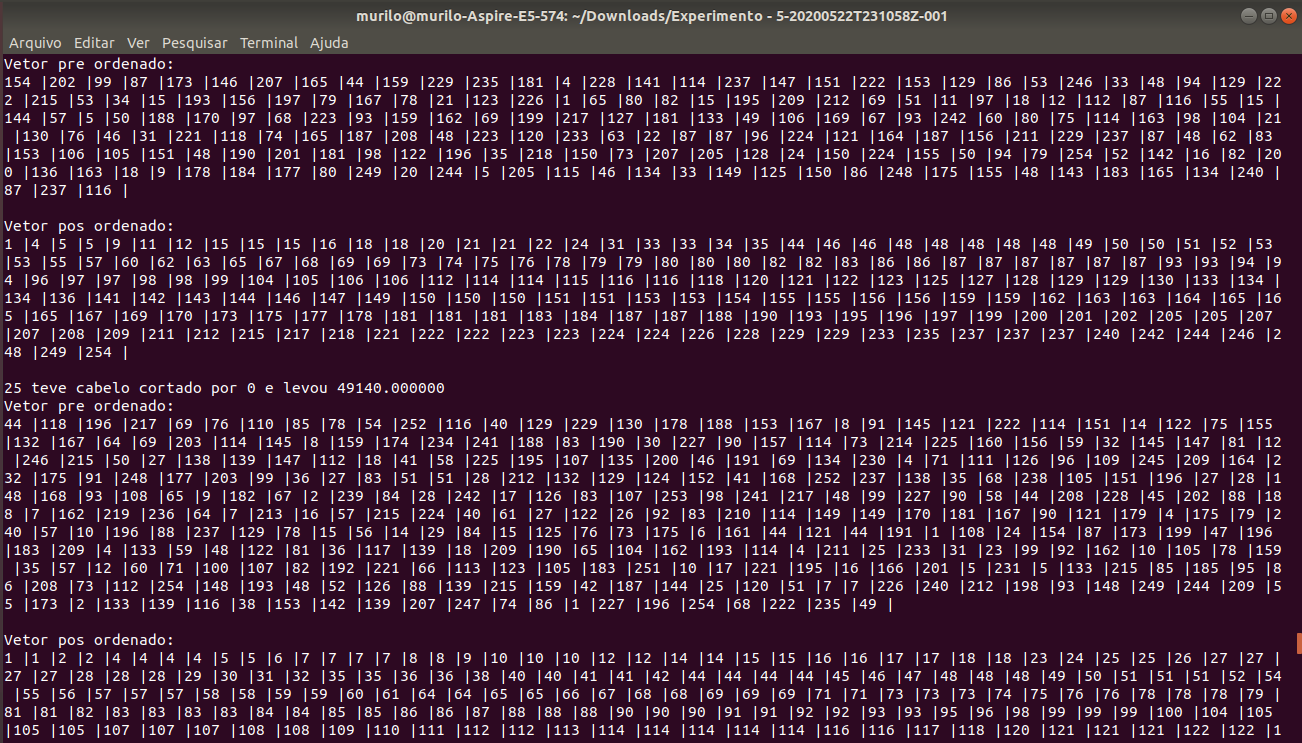 murilo@murilo-Aspire-E5-574: ~/Downloads/Experimento - 5-20200522T231058Z-001
Arquivo Editar Ver Pesquisar Terminal Ajuda
Vetor pre ordenado:
154 |202 |99 |87 |173 |146 |207 |165 |44 |159 |229 |235 |181 |4 |228 |141 |114 |237 |147 |151 |222 |153 |129 |86 |53 |246 |33 |48 |94 |129 |22
2 |215 |53 |34 |15 |193 |156 |197 |79 |167 |78 |21 |123 |226 |1 |65 |80 |82 |15 |195 |209 |212 |69 |51 |11 |97 |18 |12 |112 |87 |116 |55 |15 |
144 |57 |5 |50 |188 |170 |97 |68 |223 |93 |159 |162 |69 |199 |217 |127 |181 |133 |49 |106 |169 |67 |93 |242 |60 |80 |75 |114 |163 |98 |104 |21
 |130 |76 |46 |31 |221 |118 |74 |165 |187 |208 |48 |223 |120 |233 |63 |22 |87 |87 |96 |224 |121 |164 |187 |156 |211 |229 |237 |87 |48 |62 |83
|153 |106 |105 |151 |48 |190 |201 |181 |98 |122 |196 |35 |218 |150 |73 |207 |205 |128 |24 |150 |224 |155 |50 |94 |79 |254 |52 |142 |16 |82 |20
0 |136 |163 |18 |9 |178 |184 |177 |80 |249 |20 |244 |5 |205 |115 |46 |134 |33 |149 |125 |150 |86 |248 |175 |155 |48 |143 |183 |165 |134 |240 |
87 |237 |116 |
Vetor pos ordenado:
1 |4 |5 |5 |9 |11 |12 |15 |15 |15 |16 |18 |18 |20 |21 |21 |22 |24 |31 |33 |33 |34 |35 |44 |46 |46 |48 |48 |48 |48 |48 |49 |50 |50 |51 |52 |53
|53 |55 |57 |60 |62 |63 |65 |67 |68 |69 |69 |73 |74 |75 |76 |78 |79 |79 |80 |80 |80 |82 |82 |83 |86 |86 |87 |87 |87 |87 |87 |87 |93 |93 |94 |9
4 |96 |97 |97 |98 |98 |99 |104 |105 |106 |106 |112 |114 |114 |115 |116 |116 |118 |120 |121 |122 |123 |125 |127 |128 |129 |129 |130 |133 |134 |
134 |136 |141 |142 |143 |144 |146 |147 |149 |150 |150 |150 |151 |151 |153 |153 |154 |155 |155 |156 |156 |159 |159 |162 |163 |163 |164 |165 |16
5 |165 |167 |169 |170 |173 |175 |177 |178 |181 |181 |181 |183 |184 |187 |187 |188 |190 |193 |195 |196 |197 |199 |200 |201 |202 |205 |205 |207
|207 |208 |209 |211 |212 |215 |217 |218 |221 |222 |222 |223 |223 |224 |224 |226 |228 |229 |229 |233 |235 |237 |237 |237 |240 |242 |244 |246 |2
48 |249 |254 |
25 teve cabelo cortado por 0 e levou 49140.000000
Vetor pre ordenado:
44 |118 |196 |217 |69 |76 |110 |85 |78 |54 |252 |116 |40 |129 |229 |130 |178 |188 |153 |167 |8 |91 |145 |121 |222 |114 |151 |14 |122 |75 |155
|132 |167 |64 |69 |203 |114 |145 |8 |159 |174 |234 |241 |188 |83 |190 |30 |227 |90 |157 |114 |73 |214 |225 |160 |156 |59 |32 |145 |147 |81 |12
 |246 |215 |50 |27 |138 |139 |147 |112 |18 |41 |58 |225 |195 |107 |135 |200 |46 |191 |69 |134 |230 |4 |71 |111 |126 |96 |109 |245 |209 |164 |2
32 |175 |91 |248 |177 |203 |99 |36 |27 |83 |51 |51 |28 |212 |132 |129 |124 |152 |41 |168 |252 |237 |138 |35 |68 |238 |105 |151 |196 |27 |28 |1
48 |168 |93 |108 |65 |9 |182 |67 |2 |239 |84 |28 |242 |17 |126 |83 |107 |253 |98 |241 |217 |48 |99 |227 |90 |58 |44 |208 |228 |45 |202 |88 |18
8 |7 |162 |219 |236 |64 |7 |213 |16 |57 |215 |224 |40 |61 |27 |122 |26 |92 |83 |210 |114 |149 |149 |170 |181 |167 |90 |121 |179 |4 |175 |79 |2
40 |57 |10 |196 |88 |237 |129 |78 |15 |56 |14 |29 |84 |15 |125 |76 |73 |175 |6 |161 |44 |121 |44 |191 |1 |108 |24 |154 |87 |173 |199 |47 |196
|183 |209 |4 |133 |59 |48 |122 |81 |36 |117 |139 |18 |209 |190 |65 |104 |162 |193 |114 |4 |211 |25 |233 |31 |23 |99 |92 |162 |10 |105 |78 |159
 |35 |57 |12 |60 |71 |100 |107 |82 |192 |221 |66 |113 |123 |105 |183 |251 |10 |17 |221 |195 |16 |166 |201 |5 |231 |5 |133 |215 |85 |185 |95 |8
6 |208 |73 |112 |254 |148 |193 |48 |52 |126 |88 |139 |215 |159 |42 |187 |144 |25 |120 |51 |7 |7 |226 |240 |212 |198 |93 |148 |249 |244 |209 |5
5 |173 |2 |133 |139 |116 |38 |153 |142 |139 |207 |247 |74 |86 |1 |227 |196 |254 |68 |222 |235 |49 |
Vetor pos ordenado:
1 |1 |2 |2 |4 |4 |4 |4 |5 |5 |6 |7 |7 |7 |7 |8 |8 |9 |10 |10 |10 |12 |12 |14 |14 |15 |15 |16 |16 |17 |17 |18 |18 |23 |24 |25 |25 |26 |27 |27 |
27 |27 |28 |28 |28 |29 |30 |31 |32 |35 |35 |36 |36 |38 |40 |40 |41 |41 |42 |44 |44 |44 |44 |45 |46 |47 |48 |48 |48 |49 |50 |51 |51 |51 |52 |54
 |55 |56 |57 |57 |57 |58 |58 |59 |59 |60 |61 |64 |64 |65 |65 |66 |67 |68 |68 |69 |69 |69 |71 |71 |73 |73 |73 |74 |75 |76 |76 |78 |78 |78 |79 |
81 |81 |82 |83 |83 |83 |83 |84 |84 |85 |85 |86 |86 |87 |88 |88 |88 |90 |90 |90 |91 |91 |92 |92 |93 |93 |95 |96 |98 |99 |99 |99 |100 |104 |105
|105 |105 |107 |107 |107 |108 |108 |109 |110 |111 |112 |112 |113 |114 |114 |114 |114 |114 |116 |116 |117 |118 |120 |121 |121 |121 |122 |122 |1